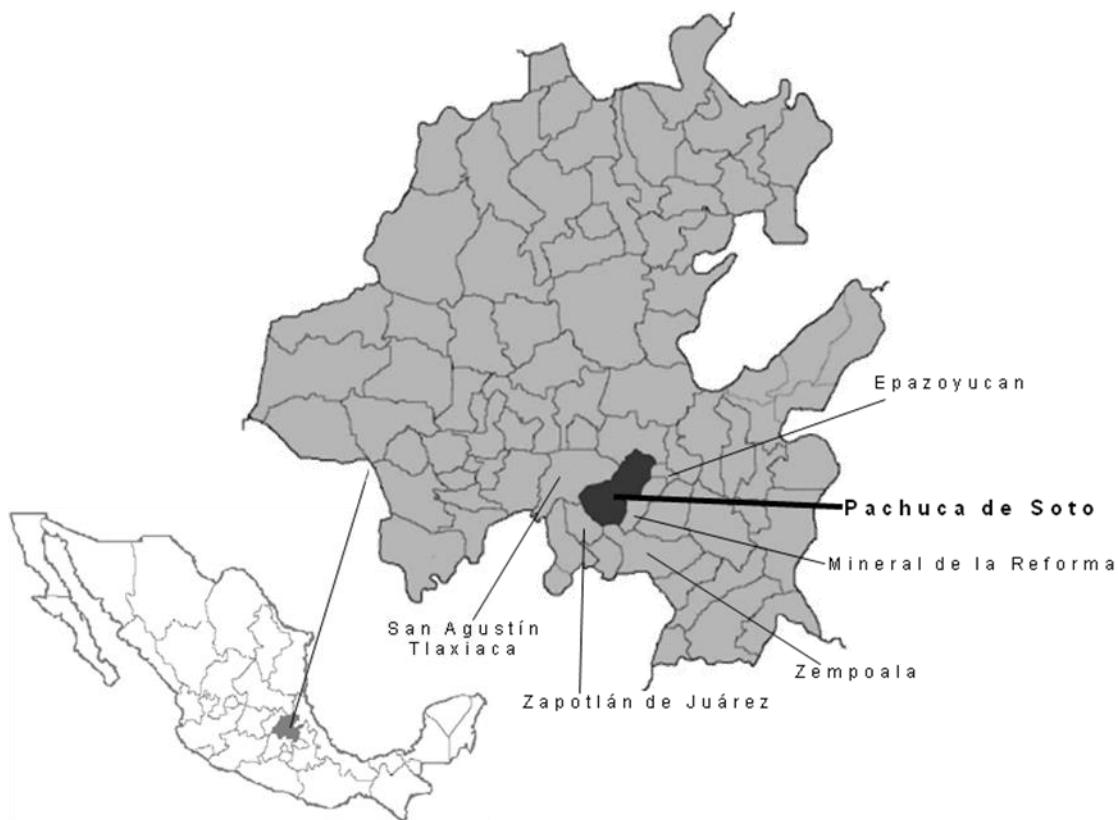 Epazoyucan
Pachuca de Soto
Mineral de la Reforma
San Agustín
Tlaxiaca
Zempoala
Zapotlán de Juárez